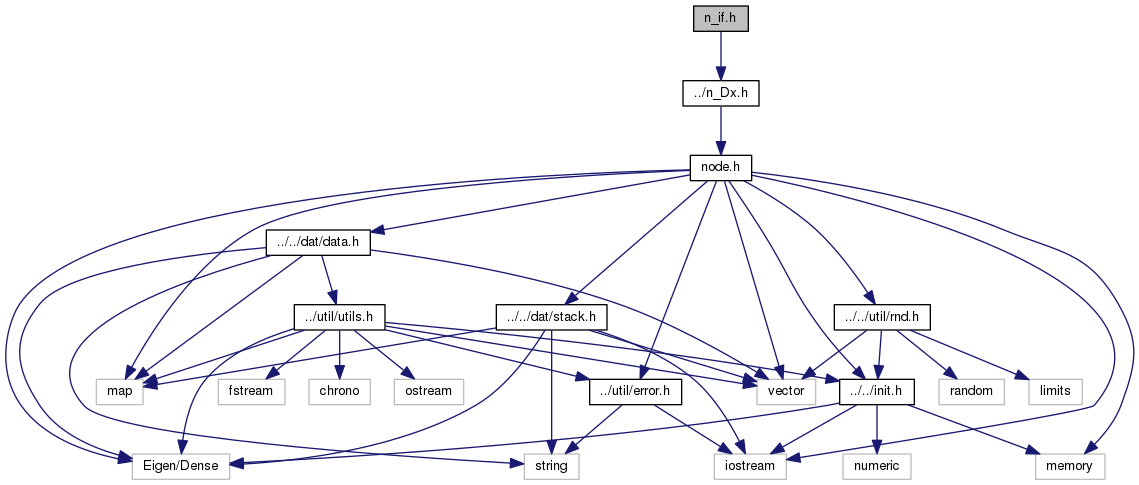 n_if.h
../n_Dx.h
node.h
../../dat/data.h
../util/utils.h
../../dat/stack.h
../../util/rnd.h
map
fstream
chrono
ostream
../util/error.h
vector
../../init.h
random
limits
Eigen/Dense
string
iostream
numeric
memory